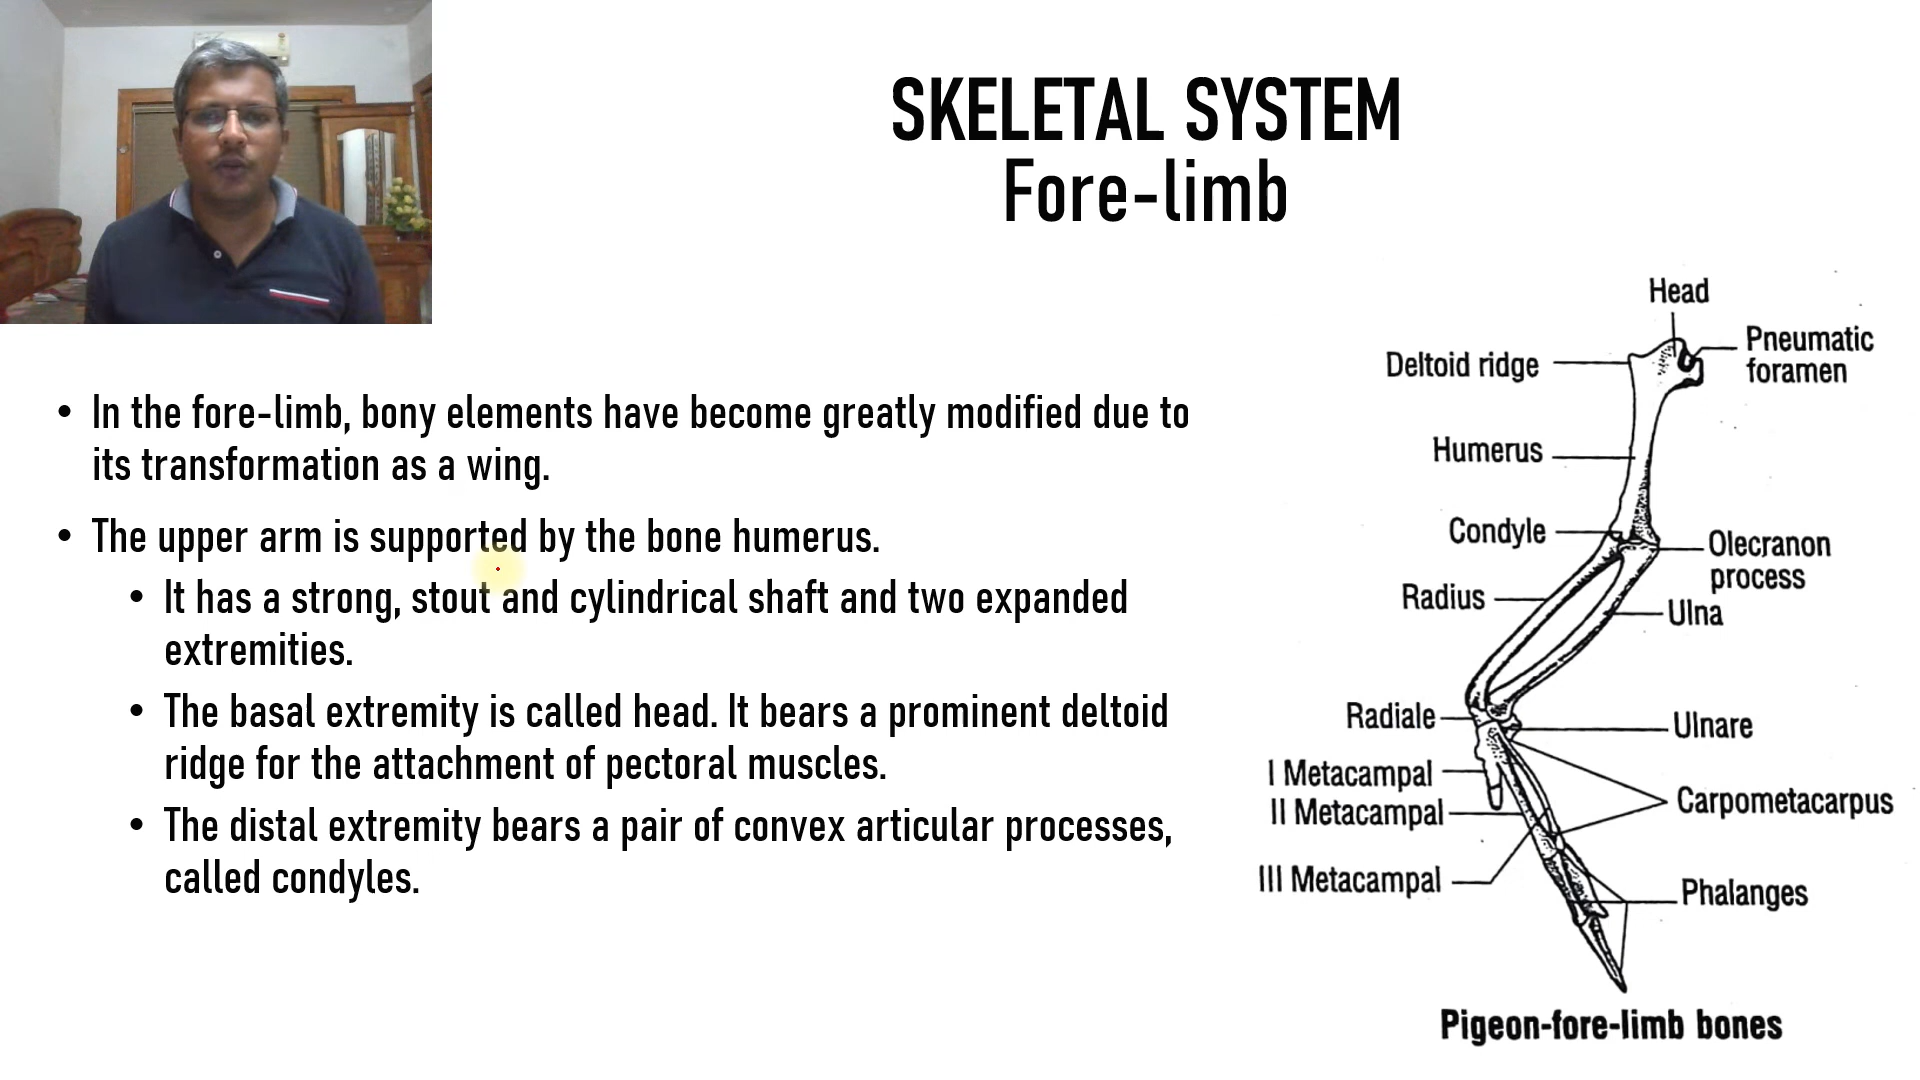 SKELETAL SYSTEM
Fore-limb
• In the fore-limb, bony elements have become greatly modified due to
its transformation as a wing.
• The upper arm is supported by the bone humerus.
• It has a strong, stout and cylindrical shaft and two expanded
extremities.
• The basal extremity is called head. It bears a prominent deltoid
ridge for the attachment of pectoral muscles.
• The distal extremity bears a pair of convex articular processes,
called condyles.
Head
Pneumatic
foramen
Deltoid ridge
Humerus
Condyle
Olecranon
process
Radius
Ulna
Radiale
Ulnare
I Metacampal
II Metacampal
Carpometacarpus
III Metacampal
Phalanges
Pigeon-fore-limb bones